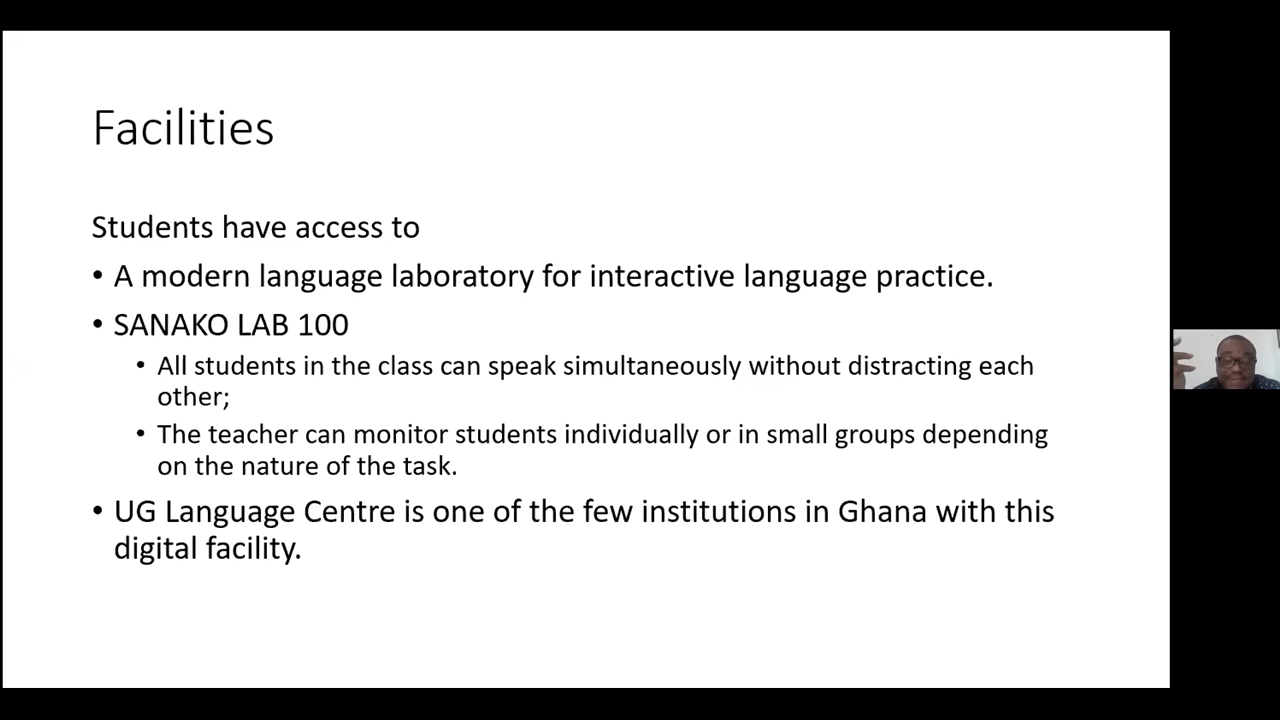 Facilities
Students have access to
• A modern language laboratory for interactive language practice.
• SANAKO LAB 100
• All students in the class can speak simultaneously without distracting each
other;
• The teacher can monitor students individually or in small groups depending
on the nature of the task.
• UG Language Centre is one of the few institutions in Ghana with this
digital facility.